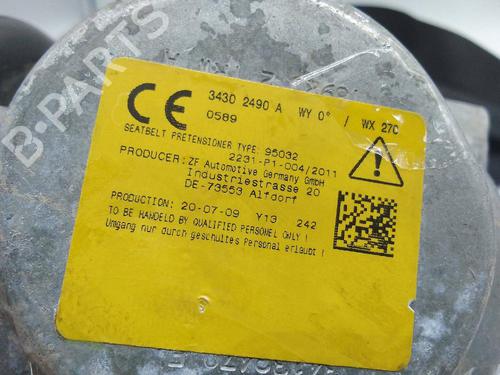 B-PARTS
CE 3430 2490 A WY 0° / WX 270
0589
SEATBELT PRETENSIONER TYPE: 95032
2231-P1-004/2011
PRODUCER: ZF Automotive Germany GmbH
Industriestrasse 20
DE-73553 Alfdorf
PRODUCTION: 20-07-09 Y13 242
TO BE HANDELD BY QUALIFIED PERSONEL ONLY !
Umgang nur durch geschultes Personal erlaubt !